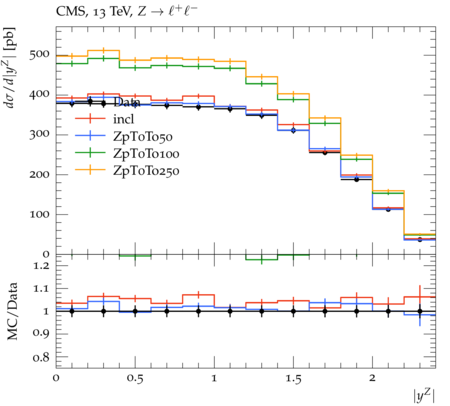 CMS, 13 TeV, Z → ℓ⁺ℓ⁻
dσ/d|y^Z| [pb]
500
400
300
200
100
0
Data
incl
ZpToTo50
ZpToTo100
ZpToTo250
MC/Data
1.2
1.1
1
0.9
0.8
0 0.5 1 1.5 2
|y^Z|